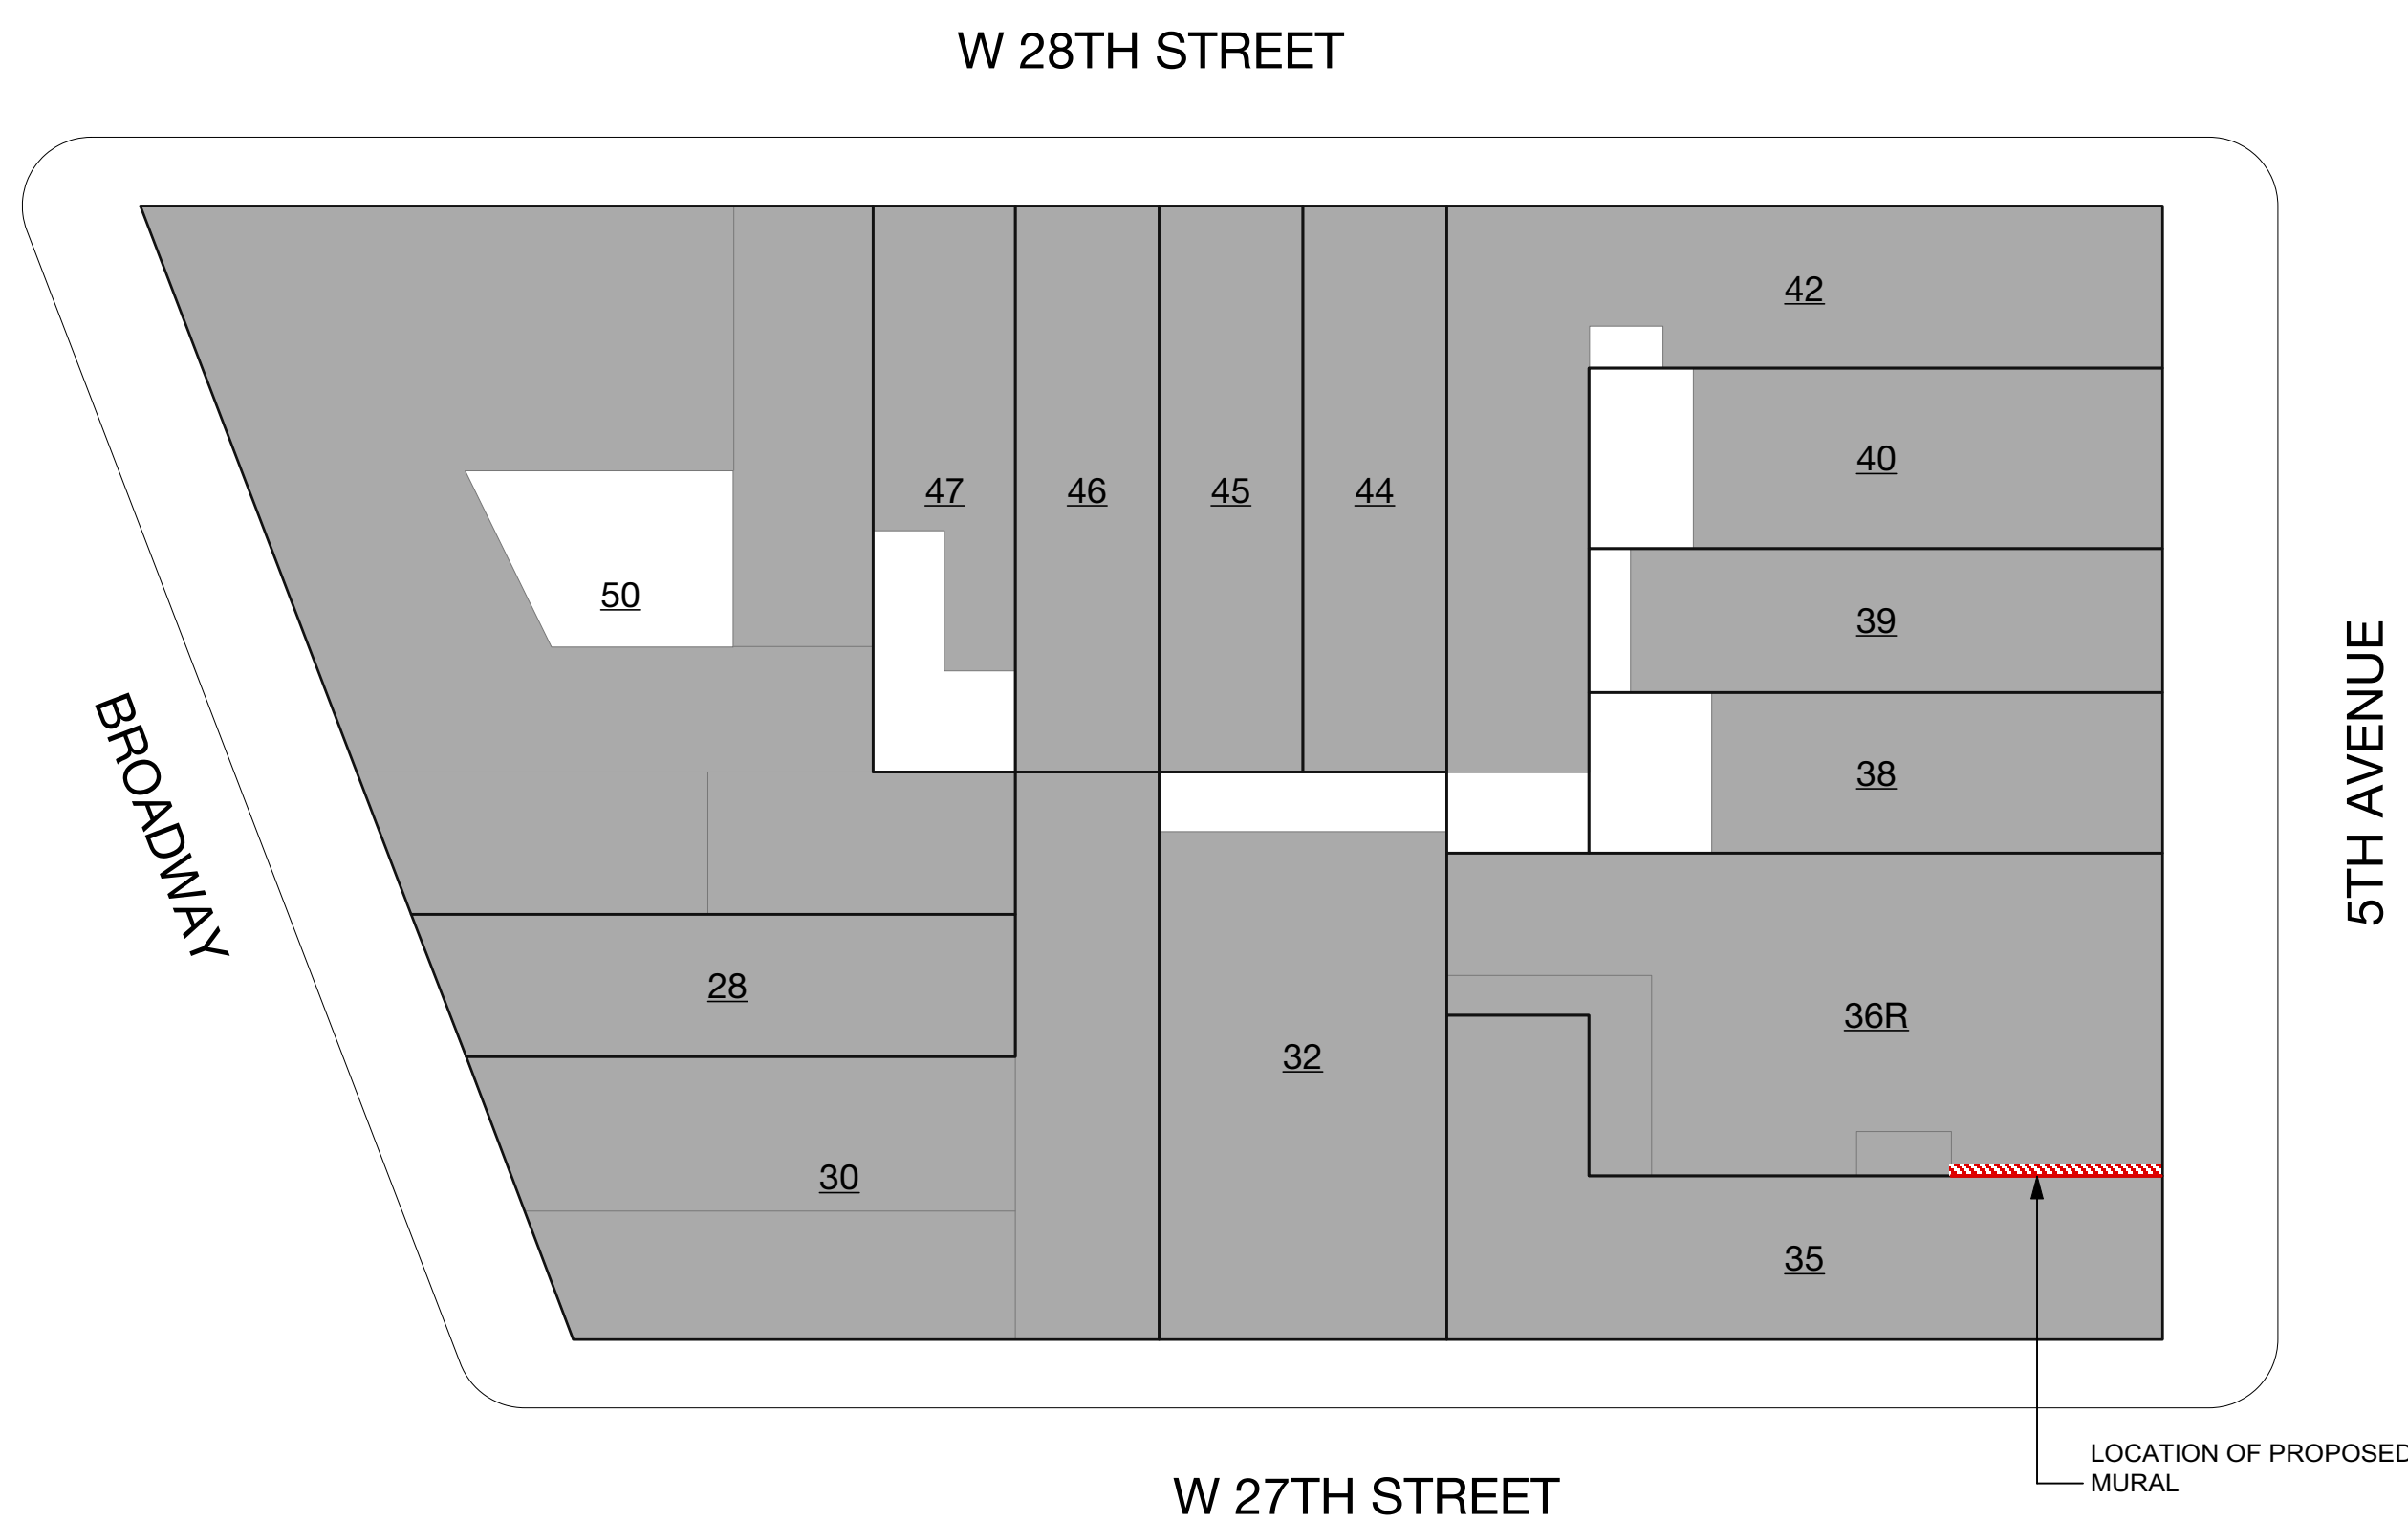 W 28TH STREET
42
40
47
46
45
44
50
39
38
BROADWAY
5TH AVENUE
28
36R
32
30
35
LOCATION OF PROPOSED
MURAL
W 27TH STREET